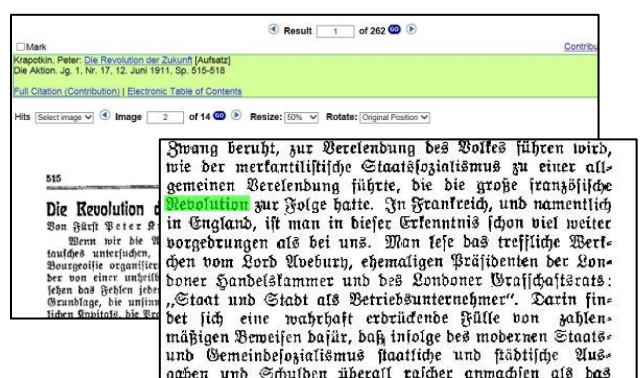 Result 1 of 262 GO
Mark
Contribu
Krapotkin, Peter: Die Revolution der Zukunft [Aufsatz]
Die Aktion. Jg. 1, Nr. 17, 12. Juni 1911, Sp. 515-518
Full Citation (Contribution) | Electronic Table of Contents
Hits Select image Image 2 of 14 GO Resize: 50% Rotate: Original Position
515
Die Revolution d
Von Fürst Peter K
Wenn wir die A
tausches untersuchen,
Bourgeoisie organisier
der von einer unheilb
sehen das Fehlen jede
Grundlage, die unsinn
lichen Kapitals, die Pro
Zwang beruht, zur Verelendung des Volkes führen wird,
wie der merkantilistische Staatssozialismus zu einer all-
gemeinen Verelendung führte, die die große französische
Revolution zur Folge hatte. In Frankreich, und namentlich
in England, ist man in dieser Erkenntnis schon viel weiter
vorgedrungen als bei uns. Man lese das treffliche Werk-
chen vom Lord Avebury, ehemaligen Präsidenten der Lon-
doner Handelskammer und des Londoner Grafschaftsrats:
„Staat und Stadt als Betriebsunternehmer“. Darin fin-
det sich eine wahrhaft erdrückende Fülle von zahlen-
mäßigen Beweisen dafür, daß infolge des modernen Staats-
und Gemeindesozialismus staatliche und städtische Aus-
gaben und Schulden überall rascher anwachsen als das